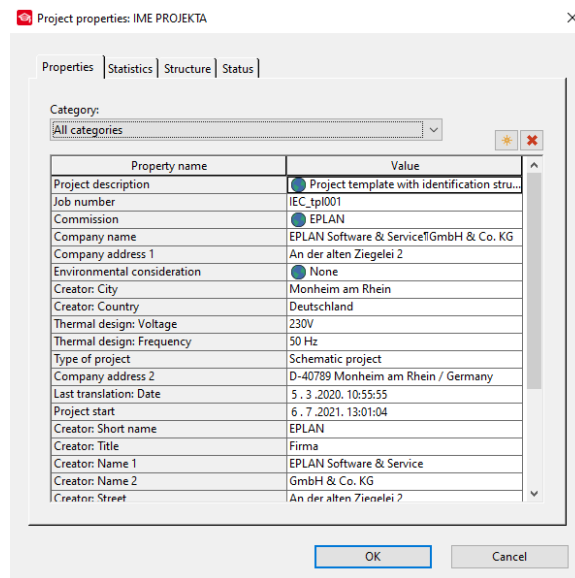 Project properties: IME PROJEKTA
Properties Statistics Structure Status
Category:
All categories
Property name Value
Project description Project template with identification stru...
Job number IEC_tpl001
Commission EPLAN
Company name EPLAN Software & Service¶GmbH & Co. KG
Company address 1 An der alten Ziegelei 2
Environmental consideration None
Creator: City Monheim am Rhein
Creator: Country Deutschland
Thermal design: Voltage 230V
Thermal design: Frequency 50 Hz
Type of project Schematic project
Company address 2 D-40789 Monheim am Rhein / Germany
Last translation: Date 5 . 3 .2020. 10:55:55
Project start 6 . 7 .2021. 13:01:04
Creator: Short name EPLAN
Creator: Title Firma
Creator: Name 1 EPLAN Software & Service
Creator: Name 2 GmbH & Co. KG
Creator: Street An der alten Ziegelei 2
OK Cancel